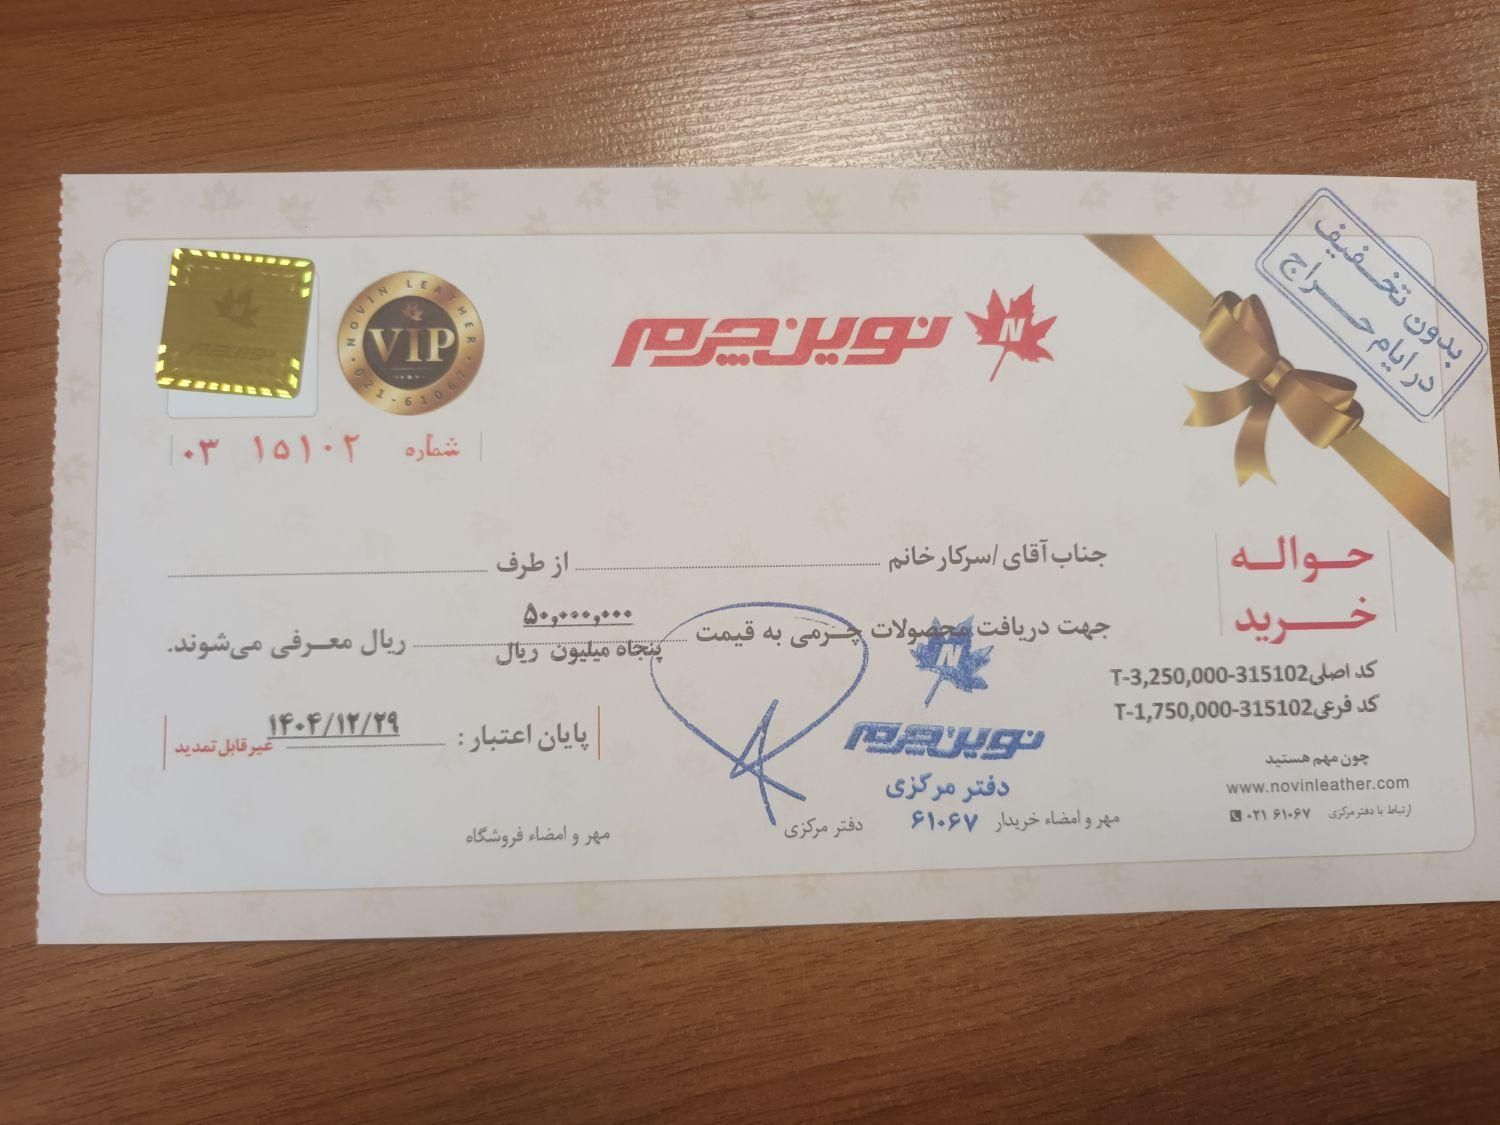 بدون تخفیف
در ایام حراج
نوین چرم
N
N
نوین چرم
NOVIN LEATHER
VIP
021-61067
شماره ۱۵۱۰۲ ۰۳
حواله
خرید
جناب آقای /سرکار خانم از طرف
۵۰,۰۰۰,۰۰۰
جهت دریافت محصولات چرمی به قیمت ریال معرفی می‌شوند.
پنجاه میلیون ریال
کد اصلی T-3,250,000-315102
کد فرعی T-1,750,000-315102
پایان اعتبار : ۱۴۰۴/۱۲/۲۹ غیرقابل تمدید
N
نوین چرم
دفتر مرکزی
۶۱۰۶۷
چون مهم هستید
www.novinleather.com
ارتباط با دفتر مرکزی ۰۲۱ ۶۱۰۶۷
مهر و امضاء خریدار
دفتر مرکزی
مهر و امضاء فروشگاه